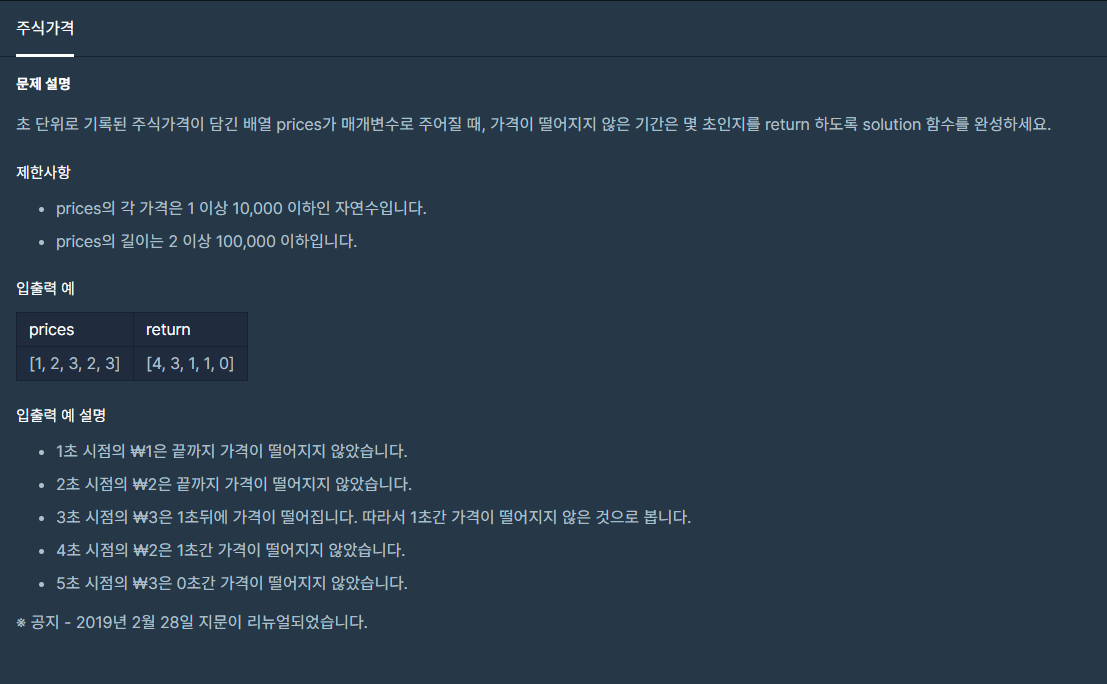 주식가격
문제 설명
초 단위로 기록된 주식가격이 담긴 배열 prices가 매개변수로 주어질 때, 가격이 떨어지지 않은 기간은 몇 초인지를 return 하도록 solution 함수를 완성하세요.
제한사항
• prices의 각 가격은 1 이상 10,000 이하인 자연수입니다.
• prices의 길이는 2 이상 100,000 이하입니다.
입출력 예
prices return
[1, 2, 3, 2, 3] [4, 3, 1, 1, 0]
입출력 예 설명
• 1초 시점의 ₩1은 끝까지 가격이 떨어지지 않았습니다.
• 2초 시점의 ₩2은 끝까지 가격이 떨어지지 않았습니다.
• 3초 시점의 ₩3은 1초뒤에 가격이 떨어집니다. 따라서 1초간 가격이 떨어지지 않은 것으로 봅니다.
• 4초 시점의 ₩2은 1초간 가격이 떨어지지 않았습니다.
• 5초 시점의 ₩3은 0초간 가격이 떨어지지 않았습니다.
※ 공지 - 2019년 2월 28일 지문이 리뉴얼되었습니다.